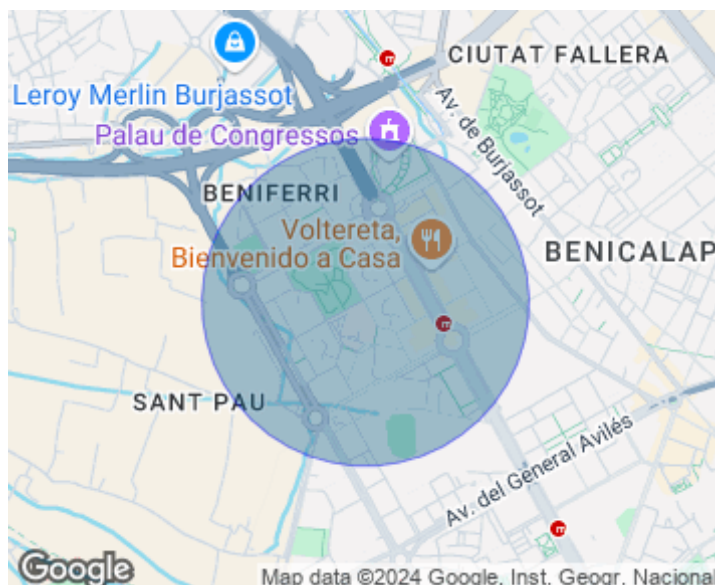 CIUTAT FALLERA
Leroy Merlin Burjassot
Av. de Burjassot
Palau de Congressos
BENIFERRI
Voltereta,
Bienvenido a Casa
BENICALAP
SANT PAU
Av. del General Avilés
Google
Map data ©2024 Google, Inst. Geogr. Nacional